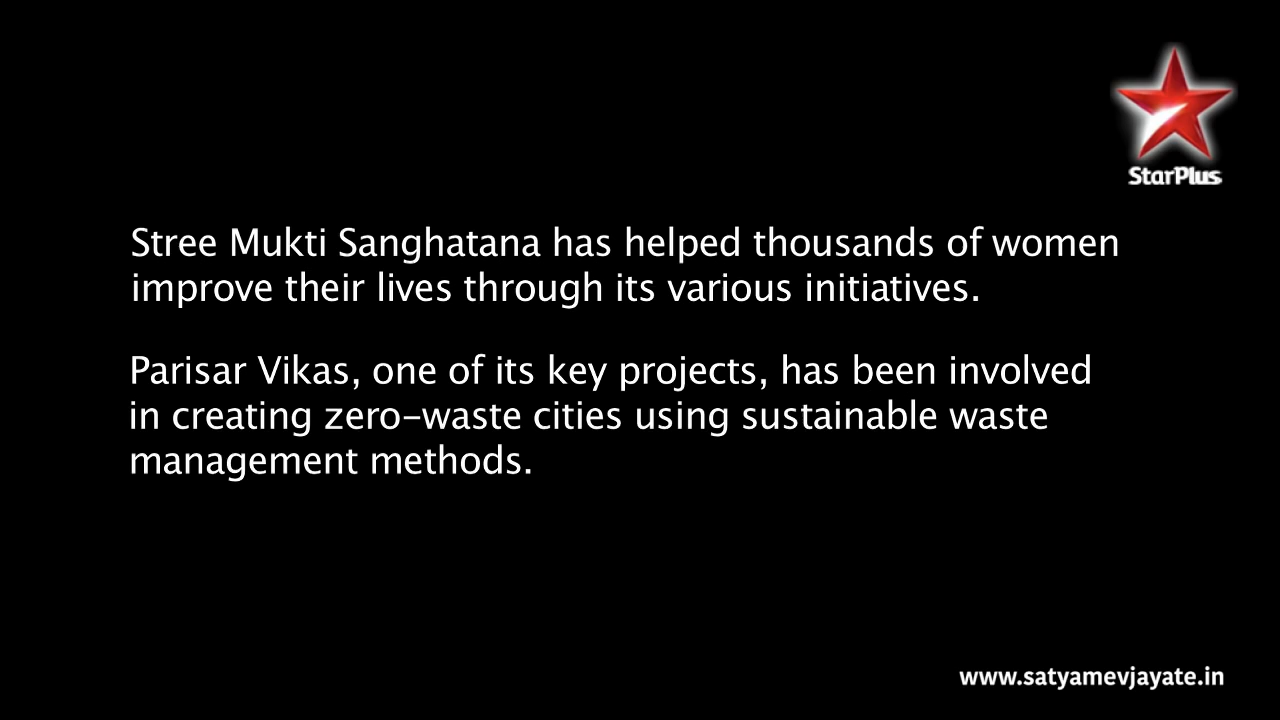 StarPlus
Stree Mukti Sanghatana has helped thousands of women
improve their lives through its various initiatives.
Parisar Vikas, one of its key projects, has been involved
in creating zero-waste cities using sustainable waste
management methods.
www.satyamevjayate.in